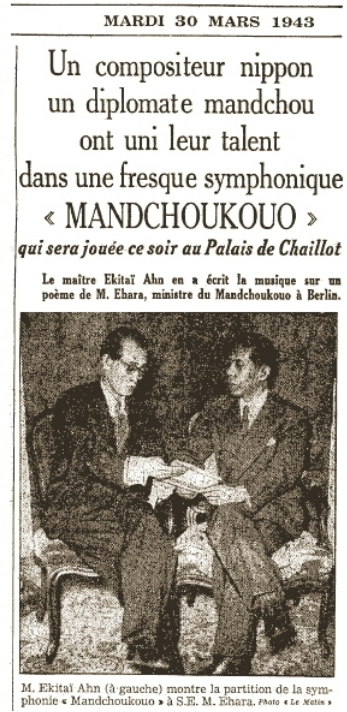 MARDI 30 MARS 1943
Un compositeur nippon
un diplomate mandchou
ont uni leur talent
dans une fresque symphonique
« MANDCHOUKOUO »
qui sera jouée ce soir au Palais de Chaillot
Le maître Ekitaï Ahn en a écrit la musique sur un
poème de M. Ehara, ministre du Mandchoukouo à Berlin.
M. Ekitaï Ahn (à gauche) montre la partition de la sym-
phonie « Mandchoukouo » à S.E. M. Ehara. Photo « Le Matin »